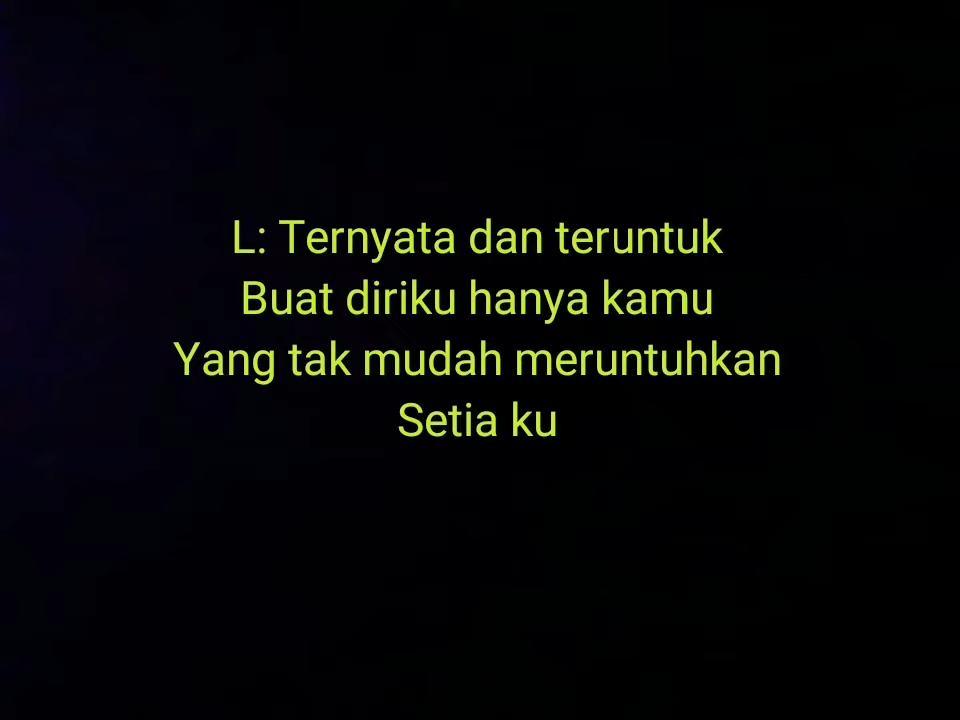 L: Ternyata dan teruntuk
Buat diriku hanya kamu
Yang tak mudah meruntuhkan
Setia ku